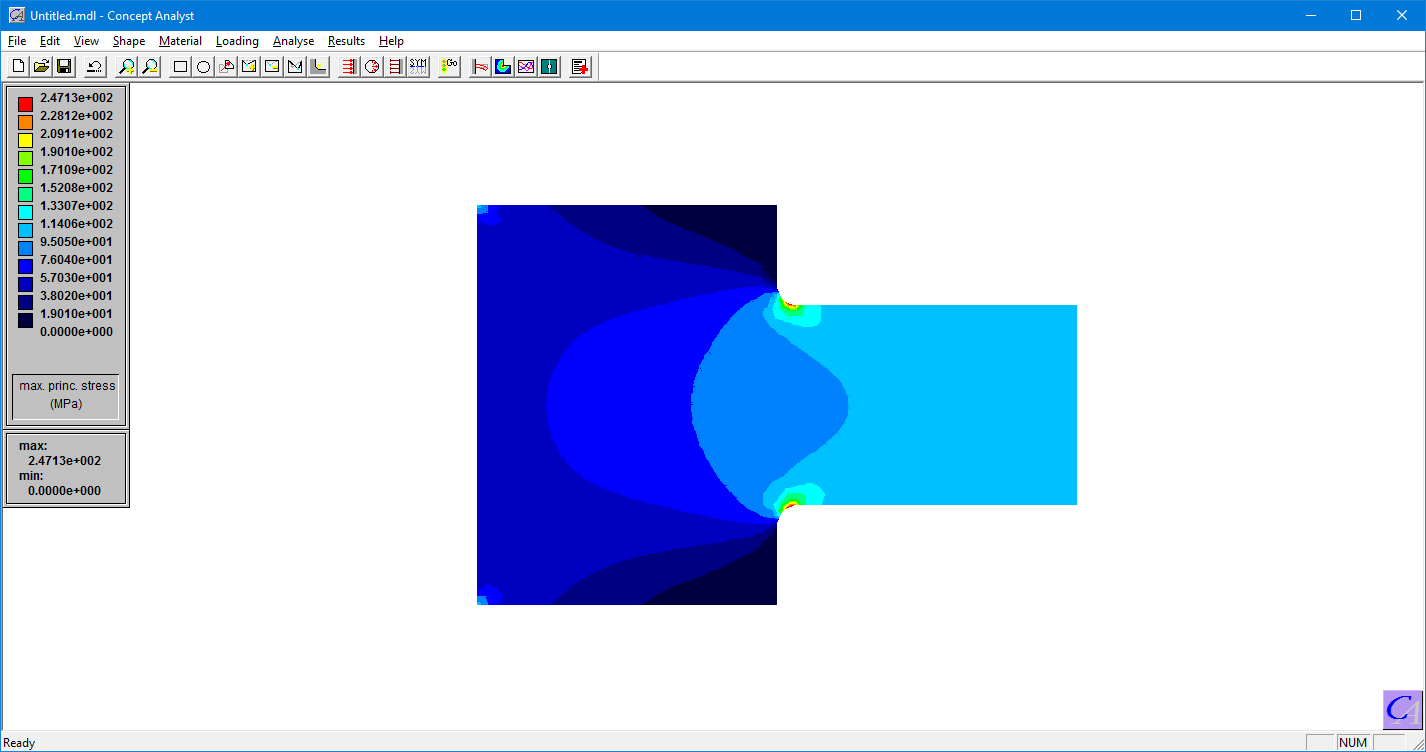 Untitled.mdl - Concept Analyst
File Edit View Shape Material Loading Analyse Results Help
SYM Go
2.4713e+002
2.2812e+002
2.0911e+002
1.9010e+002
1.7109e+002
1.5208e+002
1.3307e+002
1.1406e+002
9.5050e+001
7.6040e+001
5.7030e+001
3.8020e+001
1.9010e+001
0.0000e+000
max. princ. stress
(MPa)
max:
2.4713e+002
min:
0.0000e+000
CA
Ready NUM